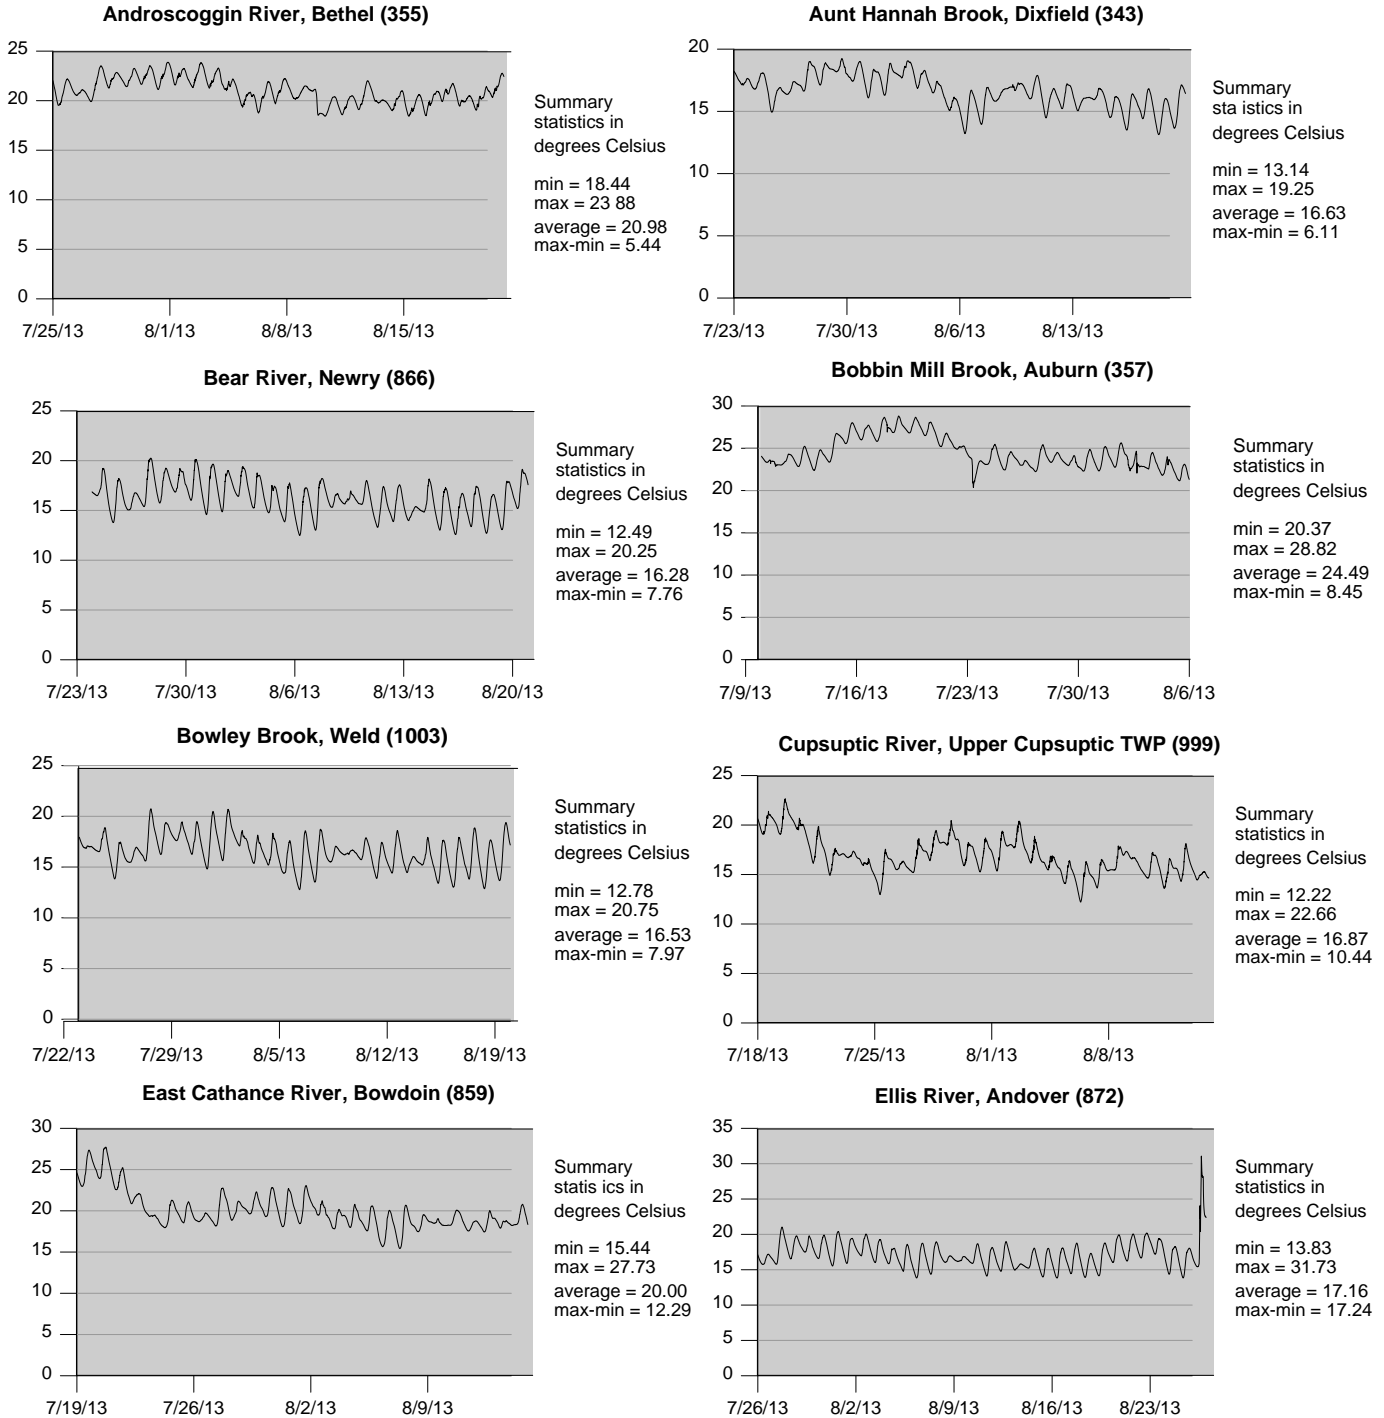 Androscoggin River, Bethel (355)
25
20
15
10
5
0
7/25/13 8/1/13 8/8/13 8/15/13
Summary
statistics in
degrees Celsius
min = 18.44
max = 23 88
average = 20.98
max-min = 5.44
Aunt Hannah Brook, Dixfield (343)
20
15
10
5
0
7/23/13 7/30/13 8/6/13 8/13/13
Summary
sta istics in
degrees Celsius
min = 13.14
max = 19.25
average = 16.63
max-min = 6.11
Bear River, Newry (866)
25
20
15
10
5
0
7/23/13 7/30/13 8/6/13 8/13/13 8/20/13
Summary
statistics in
degrees Celsius
min = 12.49
max = 20.25
average = 16.28
max-min = 7.76
Bobbin Mill Brook, Auburn (357)
30
25
20
15
10
5
0
7/9/13 7/16/13 7/23/13 7/30/13 8/6/13
Summary
statistics in
degrees Celsius
min = 20.37
max = 28.82
average = 24.49
max-min = 8.45
Bowley Brook, Weld (1003)
25
20
15
10
5
0
7/22/13 7/29/13 8/5/13 8/12/13 8/19/13
Summary
statistics in
degrees Celsius
min = 12.78
max = 20.75
average = 16.53
max-min = 7.97
Cupsuptic River, Upper Cupsuptic TWP (999)
25
20
15
10
5
0
7/18/13 7/25/13 8/1/13 8/8/13
Summary
statistics in
degrees Celsius
min = 12.22
max = 22.66
average = 16.87
max-min = 10.44
East Cathance River, Bowdoin (859)
30
25
20
15
10
5
0
7/19/13 7/26/13 8/2/13 8/9/13
Summary
statis ics in
degrees Celsius
min = 15.44
max = 27.73
average = 20.00
max-min = 12.29
Ellis River, Andover (872)
35
30
25
20
15
10
5
0
7/26/13 8/2/13 8/9/13 8/16/13 8/23/13
Summary
statistics in
degrees Celsius
min = 13.83
max = 31.73
average = 17.16
max-min = 17.24